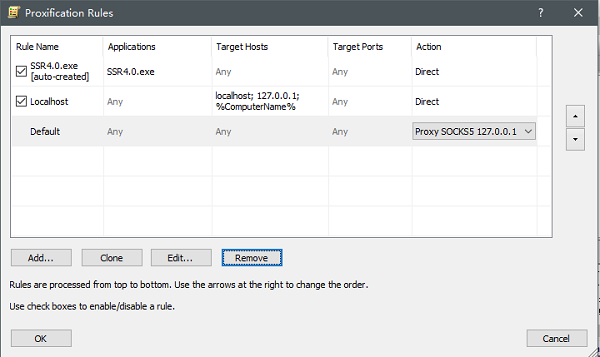 Proxification Rules
Rule Name Applications Target Hosts Target Ports Action
SSR4.0.exe
[auto-created] SSR4.0.exe Any Any Direct
Localhost Any localhost; 127.0.0.1;
%ComputerName% Any Direct
Default Any Any Any Proxy SOCKS5 127.0.0.1
Add... Clone Edit... Remove
Rules are processed from top to bottom. Use the arrows at the right to change the order.
Use check boxes to enable/disable a rule.
OK Cancel